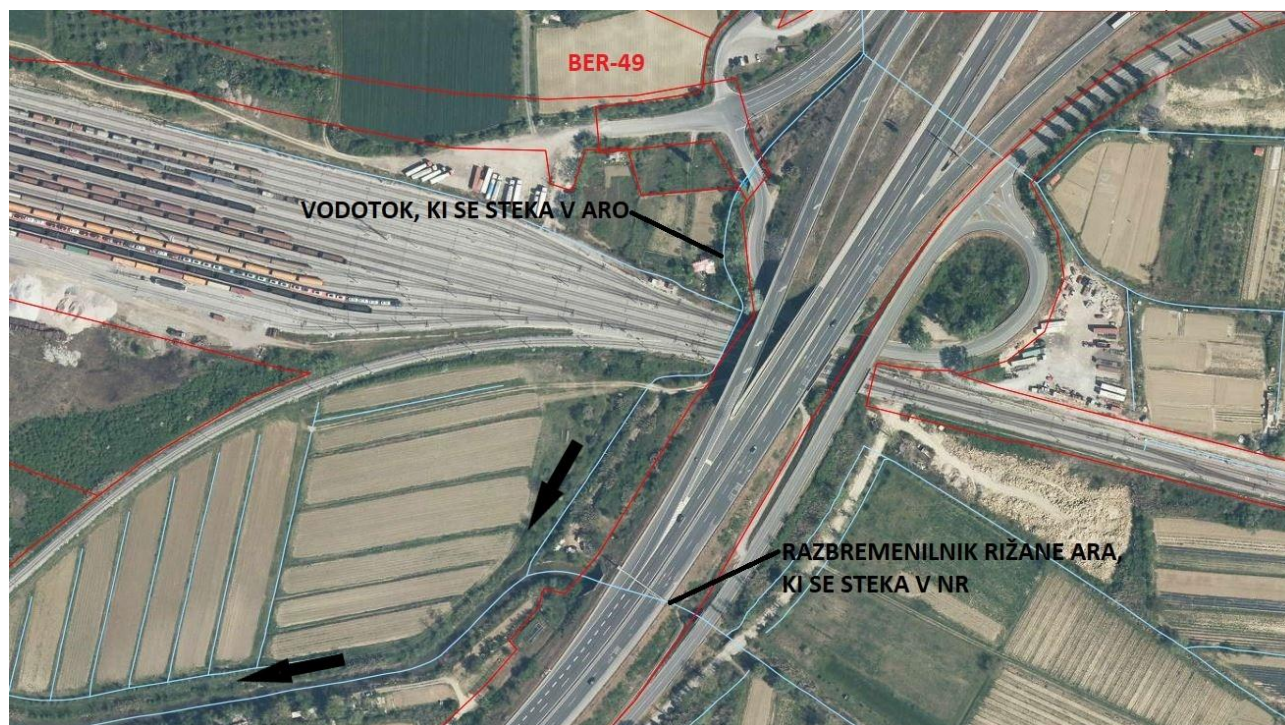 BER-49
VODOTOK, KI SE STEKA V ARO
RAZBREMENILNIK RIŽANE ARA,
KI SE STEKA V NR